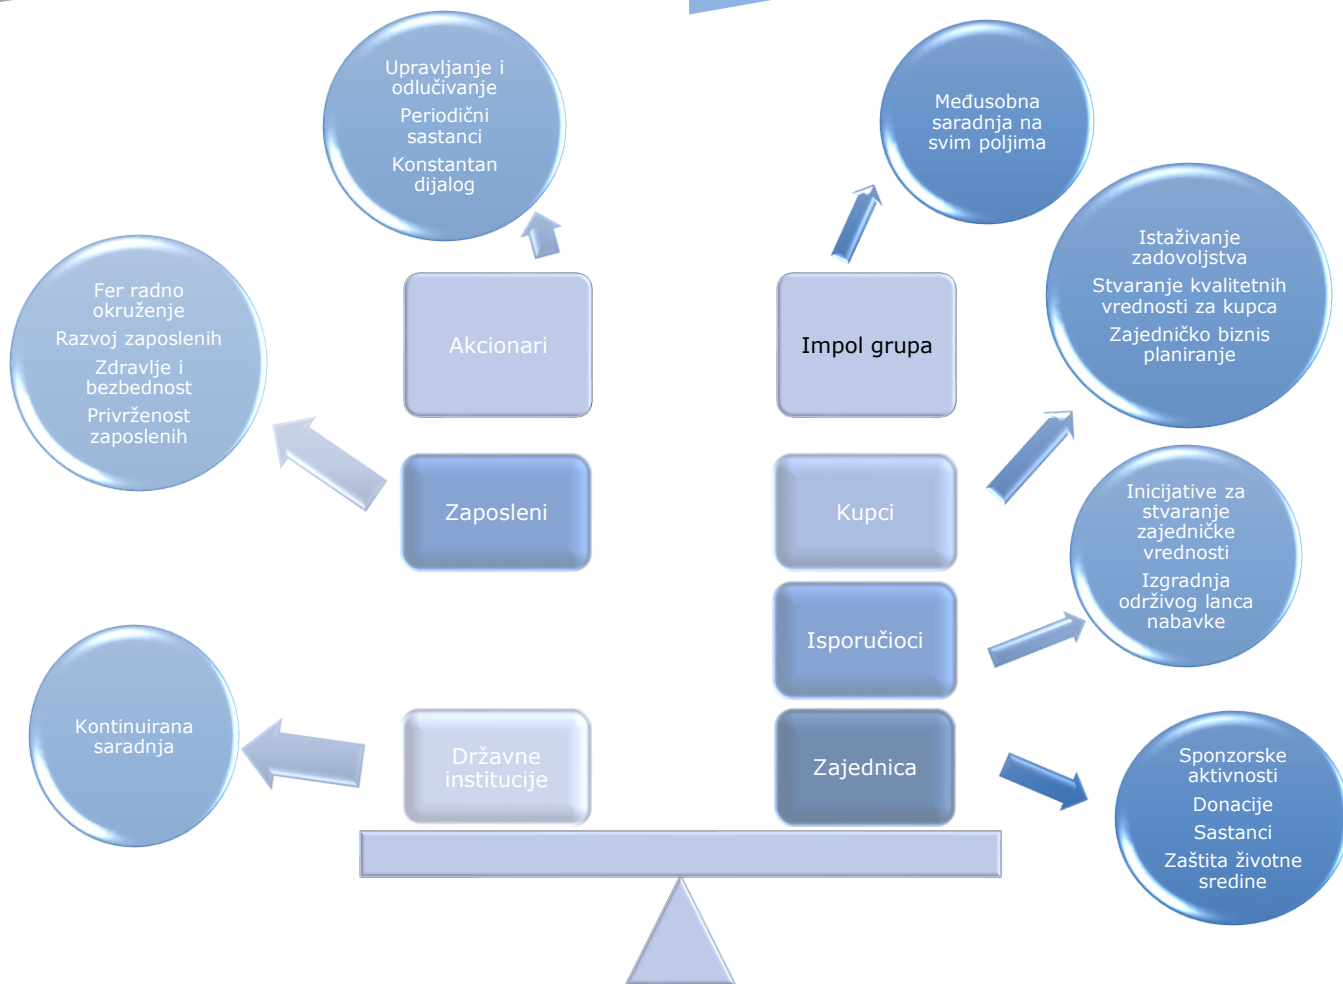 Upravljanje i
odlučivanje
Periodični
sastanci
Konstantan
dijalog
Međusobna
saradnja na
svim poljima
Fer radno
okruženje
Razvoj zaposlenih
Zdravlje i
bezbednost
Privrženost
zaposlenih
Akcionari
Impol grupa
Istaživanje
zadovoljstva
Stvaranje kvalitetnih
vrednosti za kupca
Zajedničko biznis
planiranje
Zaposleni
Kupci
Inicijative za
stvaranje
zajedničke
vrednosti
Izgradnja
održivog lanca
nabavke
Isporučioci
Kontinuirana
saradnja
Državne
institucije
Zajednica
Sponzorske
aktivnosti
Donacije
Sastanci
Zaštita životne
sredine